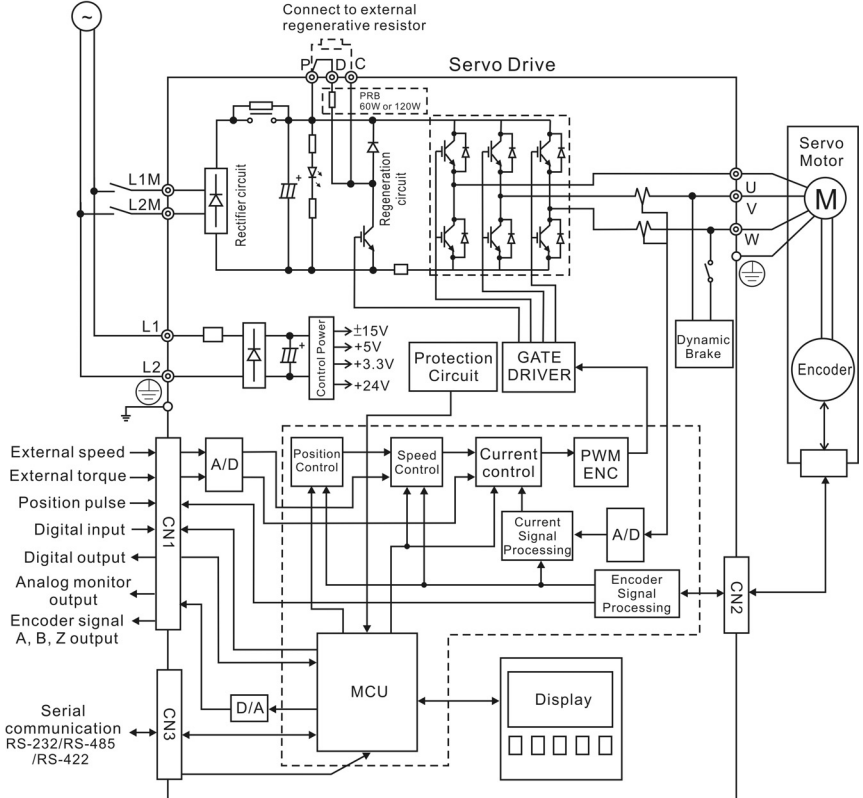 Connect to external
regenerative resistor
~
P D C
Servo Drive
PRB
60W or 120W
Servo
Motor
L1M
L2M
Rectifier circuit
+
Regeneration
circuit
U
V
W
M
L1
L2
+
Control Power
±15V
+5V
+3.3V
+24V
Protection
Circuit
GATE
DRIVER
Dynamic
Brake
Encoder
External speed
External torque
Position pulse
Digital input
Digital output
Analog monitor
output
Encoder signal
A, B, Z output
CN1
A/D
Position
Control
Speed
Control
Current
control
PWM
ENC
Current
Signal
Processing
A/D
Encoder
Signal
Processing
CN2
MCU
D/A
Display
Serial
communication
RS-232/RS-485
/RS-422
CN3